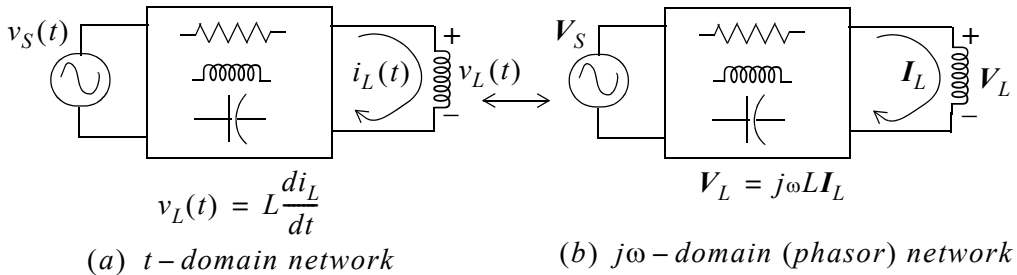 v_S(t)
i_L(t)
+
v_L(t)
−
v_L(t) = L di_L/dt
(a) t – domain network
V_S
I_L
+
V_L
−
V_L = jωLI_L
(b) jω – domain (phasor) network